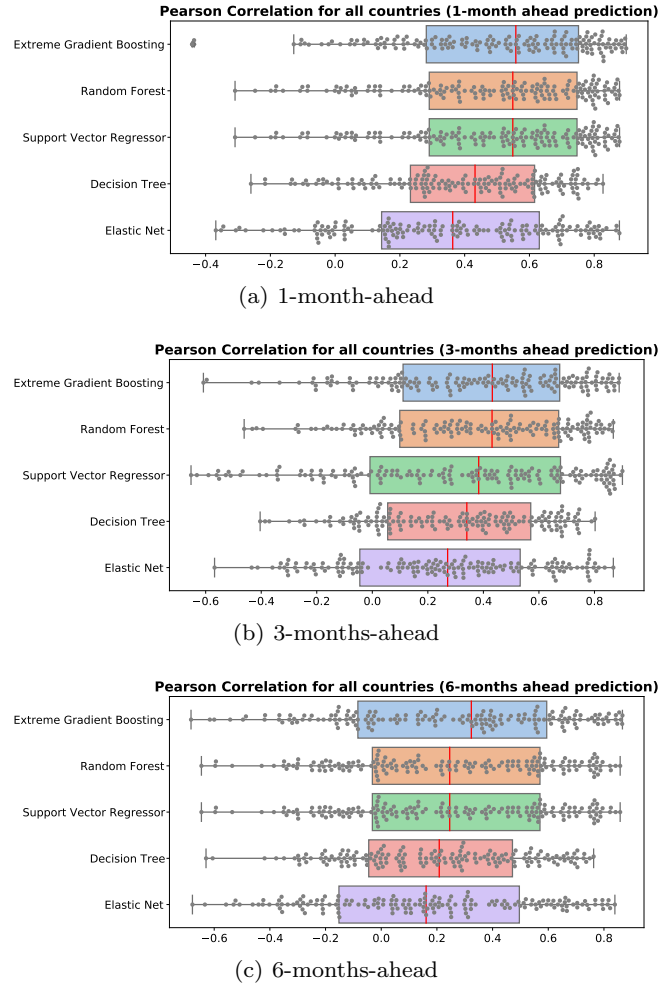 Pearson Correlation for all countries (1-month ahead prediction)
Extreme Gradient Boosting
Random Forest
Support Vector Regressor
Decision Tree
Elastic Net
−0.4 −0.2 0.0 0.2 0.4 0.6 0.8
(a) 1-month-ahead
Pearson Correlation for all countries (3-months ahead prediction)
Extreme Gradient Boosting
Random Forest
Support Vector Regressor
Decision Tree
Elastic Net
−0.6 −0.4 −0.2 0.0 0.2 0.4 0.6 0.8
(b) 3-months-ahead
Pearson Correlation for all countries (6-months ahead prediction)
Extreme Gradient Boosting
Random Forest
Support Vector Regressor
Decision Tree
Elastic Net
−0.6 −0.4 −0.2 0.0 0.2 0.4 0.6 0.8
(c) 6-months-ahead